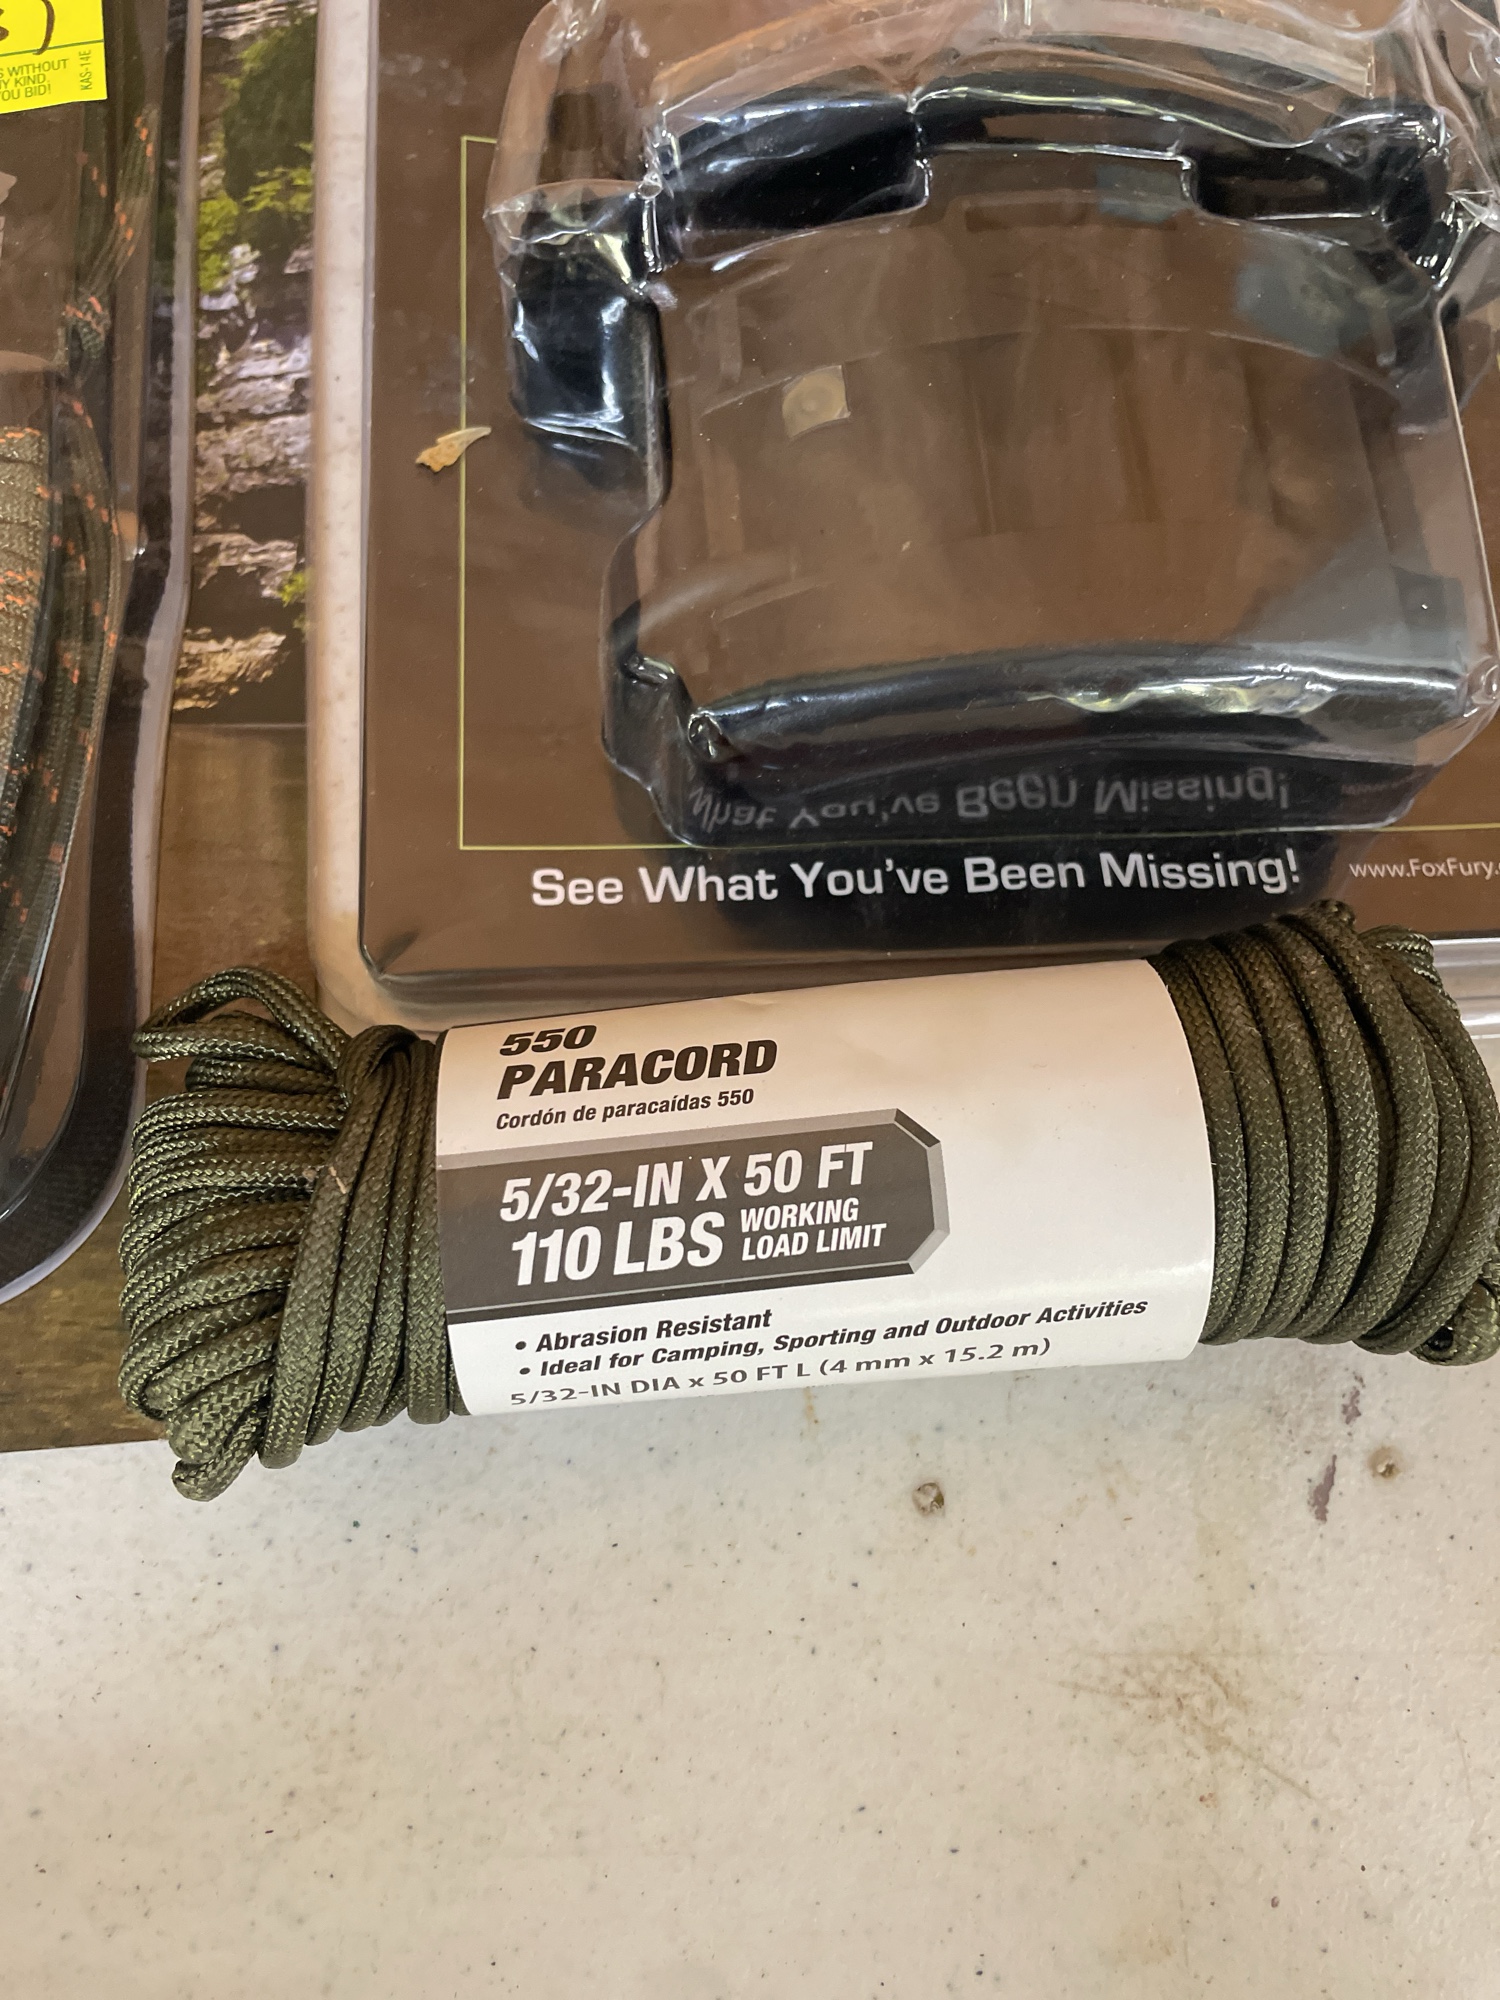 WITHOUT
KIND
YOU BID!
KAS-14E
What You've Been Missing!
See What You've Been Missing!
www.FoxFury.
550
PARACORD
Cordón de paracaídas 550
5/32-IN X 50 FT
110 LBS WORKING
LOAD LIMIT
• Abrasion Resistant
• Ideal for Camping, Sporting and Outdoor Activities
5/32-IN DIA x 50 FT L (4 mm x 15.2 m)